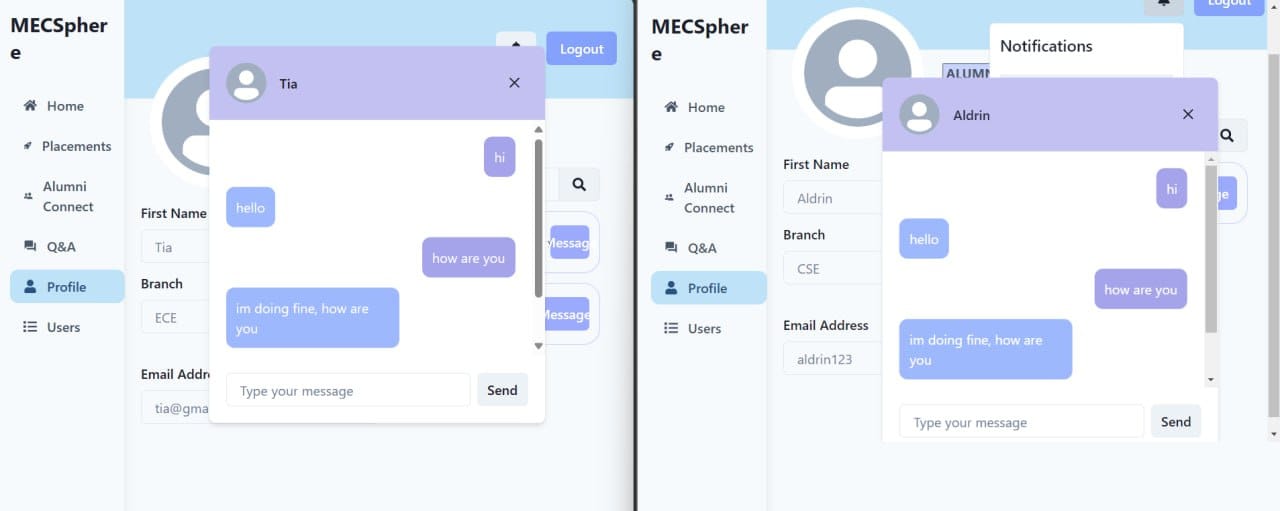 MECSpher
e
Home
Placements
Alumni
Connect
Q&A
Profile
Users
Logout
First Name
Tia
Branch
ECE
Email Addre
tia@gma
Messag
Message
Tia
hi
hello
how are you
im doing fine, how are
you
Type your message
Send
MECSpher
e
Home
Placements
Alumni
Connect
Q&A
Profile
Users
Logout
Notifications
ALUMN
First Name
Aldrin
Branch
CSE
Email Address
aldrin123
ge
Aldrin
hi
hello
how are you
im doing fine, how are
you
Type your message
Send